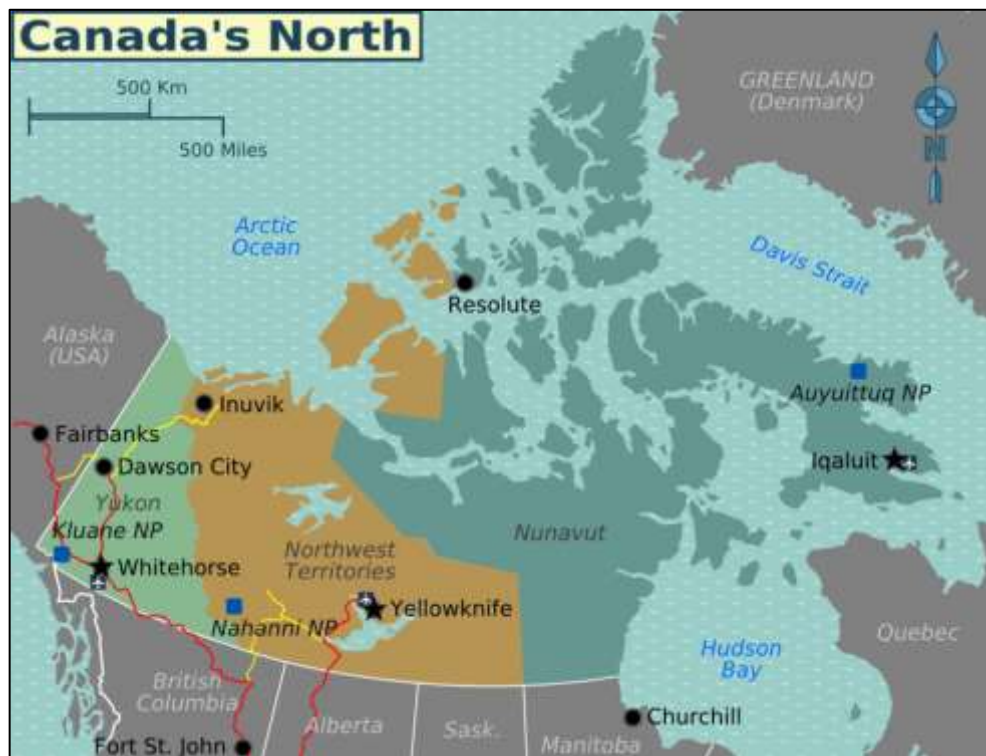 Canada's North
500 Km
500 Miles
GREENLAND
(Denmark)
N
Arctic
Ocean
Davis Strait
Resolute
Alaska
(USA)
Auyuittuq NP
Inuvik
Fairbanks
Dawson City
Iqaluit
Yukon
Kluane NP
Nunavut
Northwest
Territories
Whitehorse
Yellowknife
Nahanni NP
Quebec
Hudson
Bay
British
Columbia
Alberta
Sask.
Manitoba
Churchill
Fort St. John